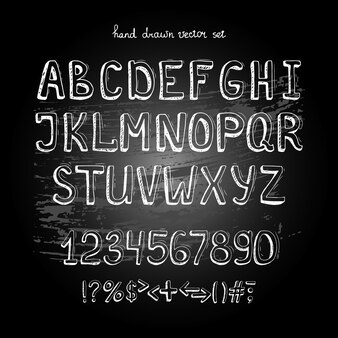 hand drawn vector set
ABCDEFGHI
JKLMNOPQR
STUVWXYZ
1234567890
!?%$><+←→()#:;